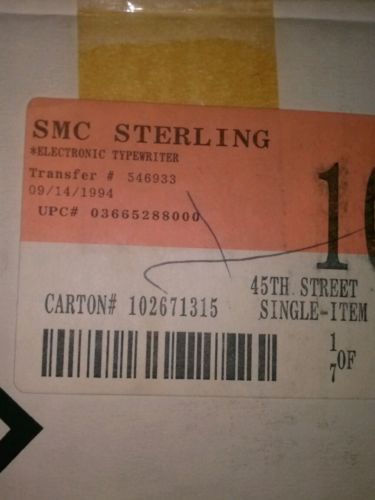 SMC STERLING
*ELECTRONIC TYPEWRITER
Transfer # 546933
09/14/1994
UPC# 03665288000
45TH STREET
CARTON# 102671315
SINGLE-ITEM
1
OF
7